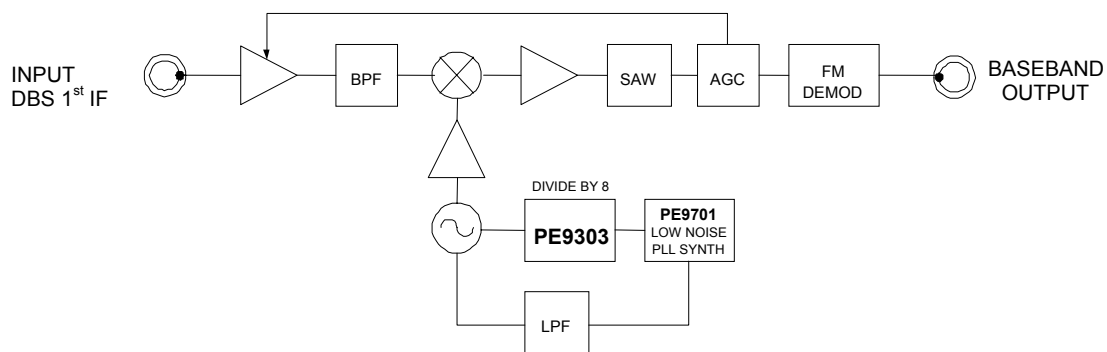 INPUT
DBS 1st IF
BPF
SAW
AGC
FM
DEMOD
BASEBAND
OUTPUT
DIVIDE BY 8
PE9303
PE9701
LOW NOISE
PLL SYNTH
LPF